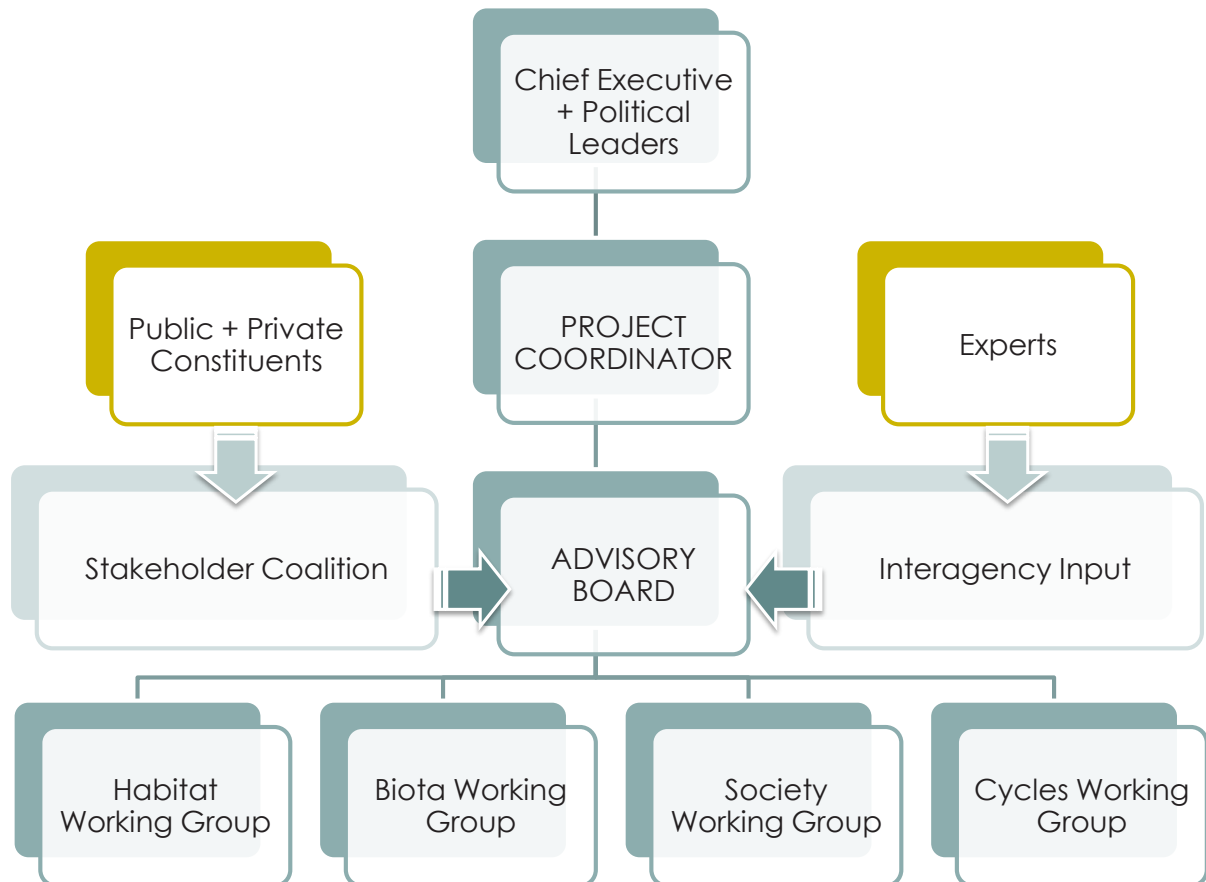 Chief Executive
+ Political
Leaders
Public + Private
Constituents
PROJECT
COORDINATOR
Experts
Stakeholder Coalition
ADVISORY
BOARD
Interagency Input
Habitat
Working Group
Biota Working
Group
Society
Working Group
Cycles Working
Group